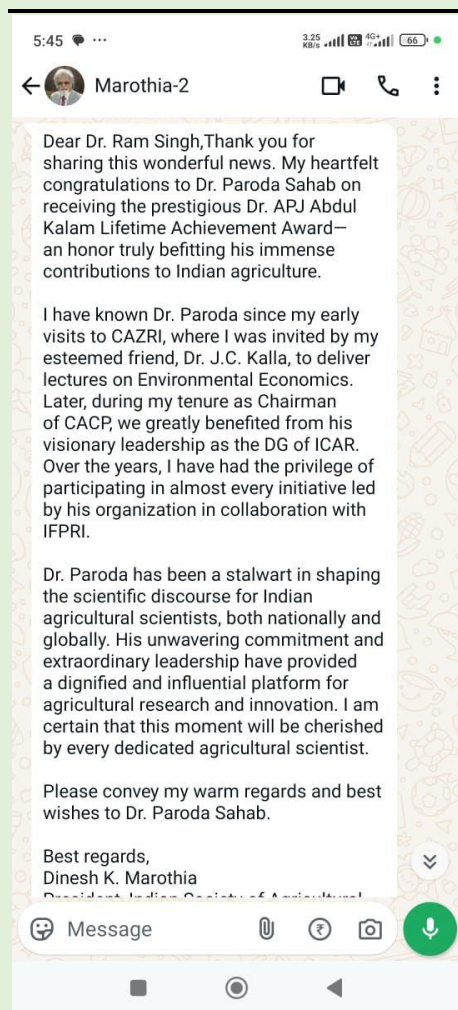 5:45 ...
3.25 KB/s 4G+ 66
Marothia-2
Dear Dr. Ram Singh,Thank you for
sharing this wonderful news. My heartfelt
congratulations to Dr. Paroda Sahab on
receiving the prestigious Dr. APJ Abdul
Kalam Lifetime Achievement Award—
an honor truly befitting his immense
contributions to Indian agriculture.
I have known Dr. Paroda since my early
visits to CAZRI, where I was invited by my
esteemed friend, Dr. J.C. Kalla, to deliver
lectures on Environmental Economics.
Later, during my tenure as Chairman
of CACP, we greatly benefited from his
visionary leadership as the DG of ICAR.
Over the years, I have had the privilege of
participating in almost every initiative led
by his organization in collaboration with
IFPRI.
Dr. Paroda has been a stalwart in shaping
the scientific discourse for Indian
agricultural scientists, both nationally and
globally. His unwavering commitment and
extraordinary leadership have provided
a dignified and influential platform for
agricultural research and innovation. I am
certain that this moment will be cherished
by every dedicated agricultural scientist.
Please convey my warm regards and best
wishes to Dr. Paroda Sahab.
Best regards,
Dinesh K. Marothia
President, Indian Society of Agricultural
Message
₹